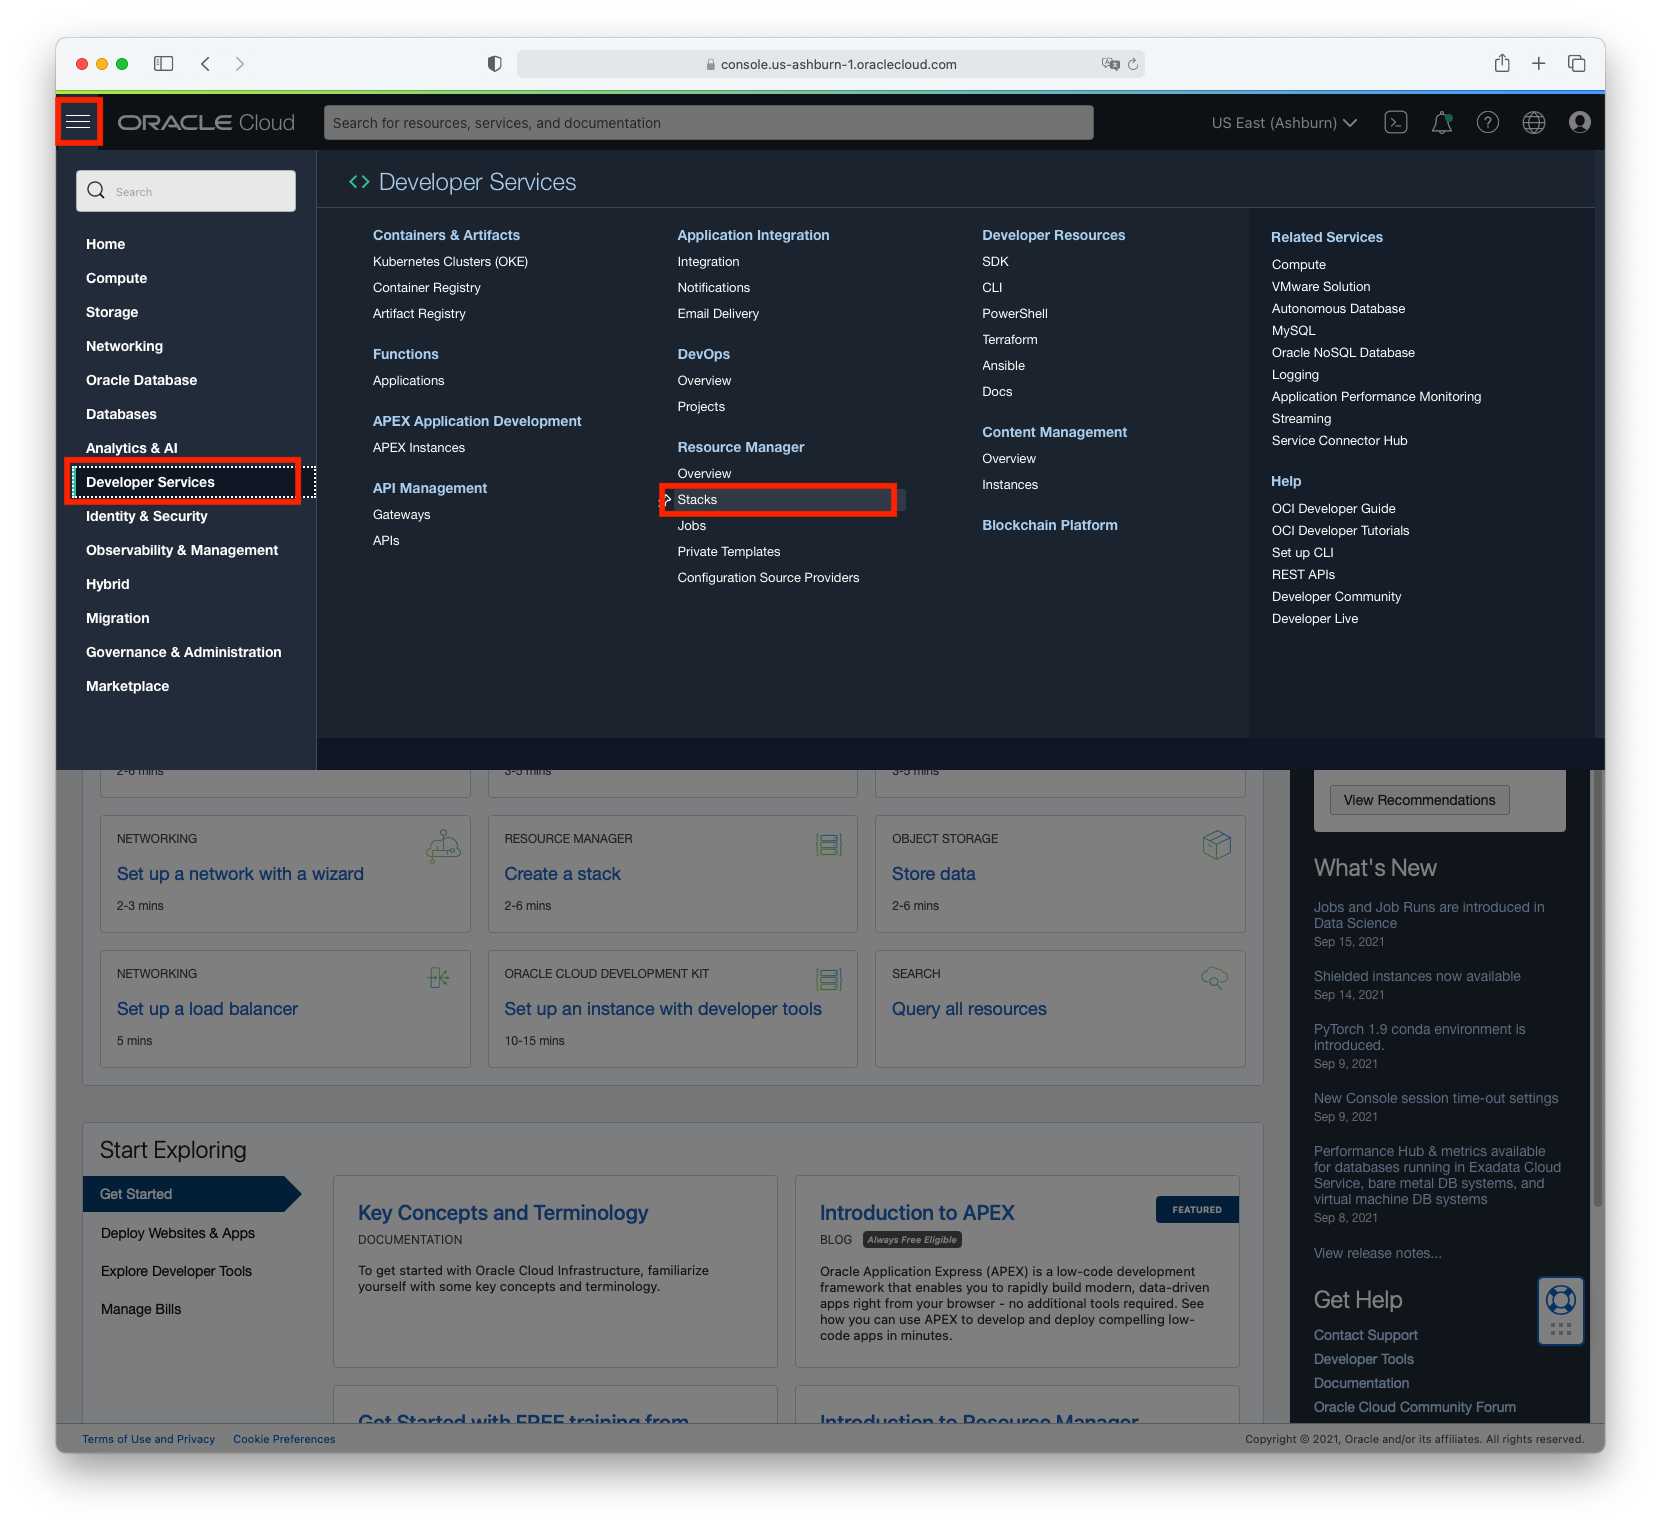 console.us-ashburn-1.oraclecloud.com
ORACLE Cloud
Search for resources, services, and documentation
US East (Ashburn)
Search
Home
Compute
Storage
Networking
Oracle Database
Databases
Analytics & AI
Developer Services
Identity & Security
Observability & Management
Hybrid
Migration
Governance & Administration
Marketplace
Developer Services
Containers & Artifacts
Kubernetes Clusters (OKE)
Container Registry
Artifact Registry
Functions
Applications
APEX Application Development
APEX Instances
API Management
Gateways
APIs
Application Integration
Integration
Notifications
Email Delivery
DevOps
Overview
Projects
Resource Manager
Overview
Stacks
Jobs
Private Templates
Configuration Source Providers
Developer Resources
SDK
CLI
PowerShell
Terraform
Ansible
Docs
Content Management
Overview
Instances
Blockchain Platform
Related Services
Compute
VMware Solution
Autonomous Database
MySQL
Oracle NoSQL Database
Logging
Application Performance Monitoring
Streaming
Service Connector Hub
Help
OCI Developer Guide
OCI Developer Tutorials
Set up CLI
REST APIs
Developer Community
Developer Live
2-6 mins
3-5 mins
3-5 mins
NETWORKING
Set up a network with a wizard
2-3 mins
RESOURCE MANAGER
Create a stack
2-6 mins
OBJECT STORAGE
Store data
2-6 mins
NETWORKING
Set up a load balancer
5 mins
ORACLE CLOUD DEVELOPMENT KIT
Set up an instance with developer tools
10-15 mins
SEARCH
Query all resources
Start Exploring
Get Started
Deploy Websites & Apps
Explore Developer Tools
Manage Bills
Key Concepts and Terminology
DOCUMENTATION
To get started with Oracle Cloud Infrastructure, familiarize
yourself with some key concepts and terminology.
Introduction to APEX
FEATURED
BLOG Always Free Eligible
Oracle Application Express (APEX) is a low-code development
framework that enables you to rapidly build modern, data-driven
apps right from your browser - no additional tools required. See
how you can use APEX to develop and deploy compelling low-
code apps in minutes.
Get Started with FREE training from
Introduction to Resource Manager
View Recommendations
What's New
Jobs and Job Runs are introduced in
Data Science
Sep 15, 2021
Shielded instances now available
Sep 14, 2021
PyTorch 1.9 conda environment is
introduced.
Sep 9, 2021
New Console session time-out settings
Sep 9, 2021
Performance Hub & metrics available
for databases running in Exadata Cloud
Service, bare metal DB systems, and
virtual machine DB systems
Sep 8, 2021
View release notes...
Get Help
Contact Support
Developer Tools
Documentation
Oracle Cloud Community Forum
Terms of Use and Privacy
Cookie Preferences
Copyright © 2021, Oracle and/or its affiliates. All rights reserved.